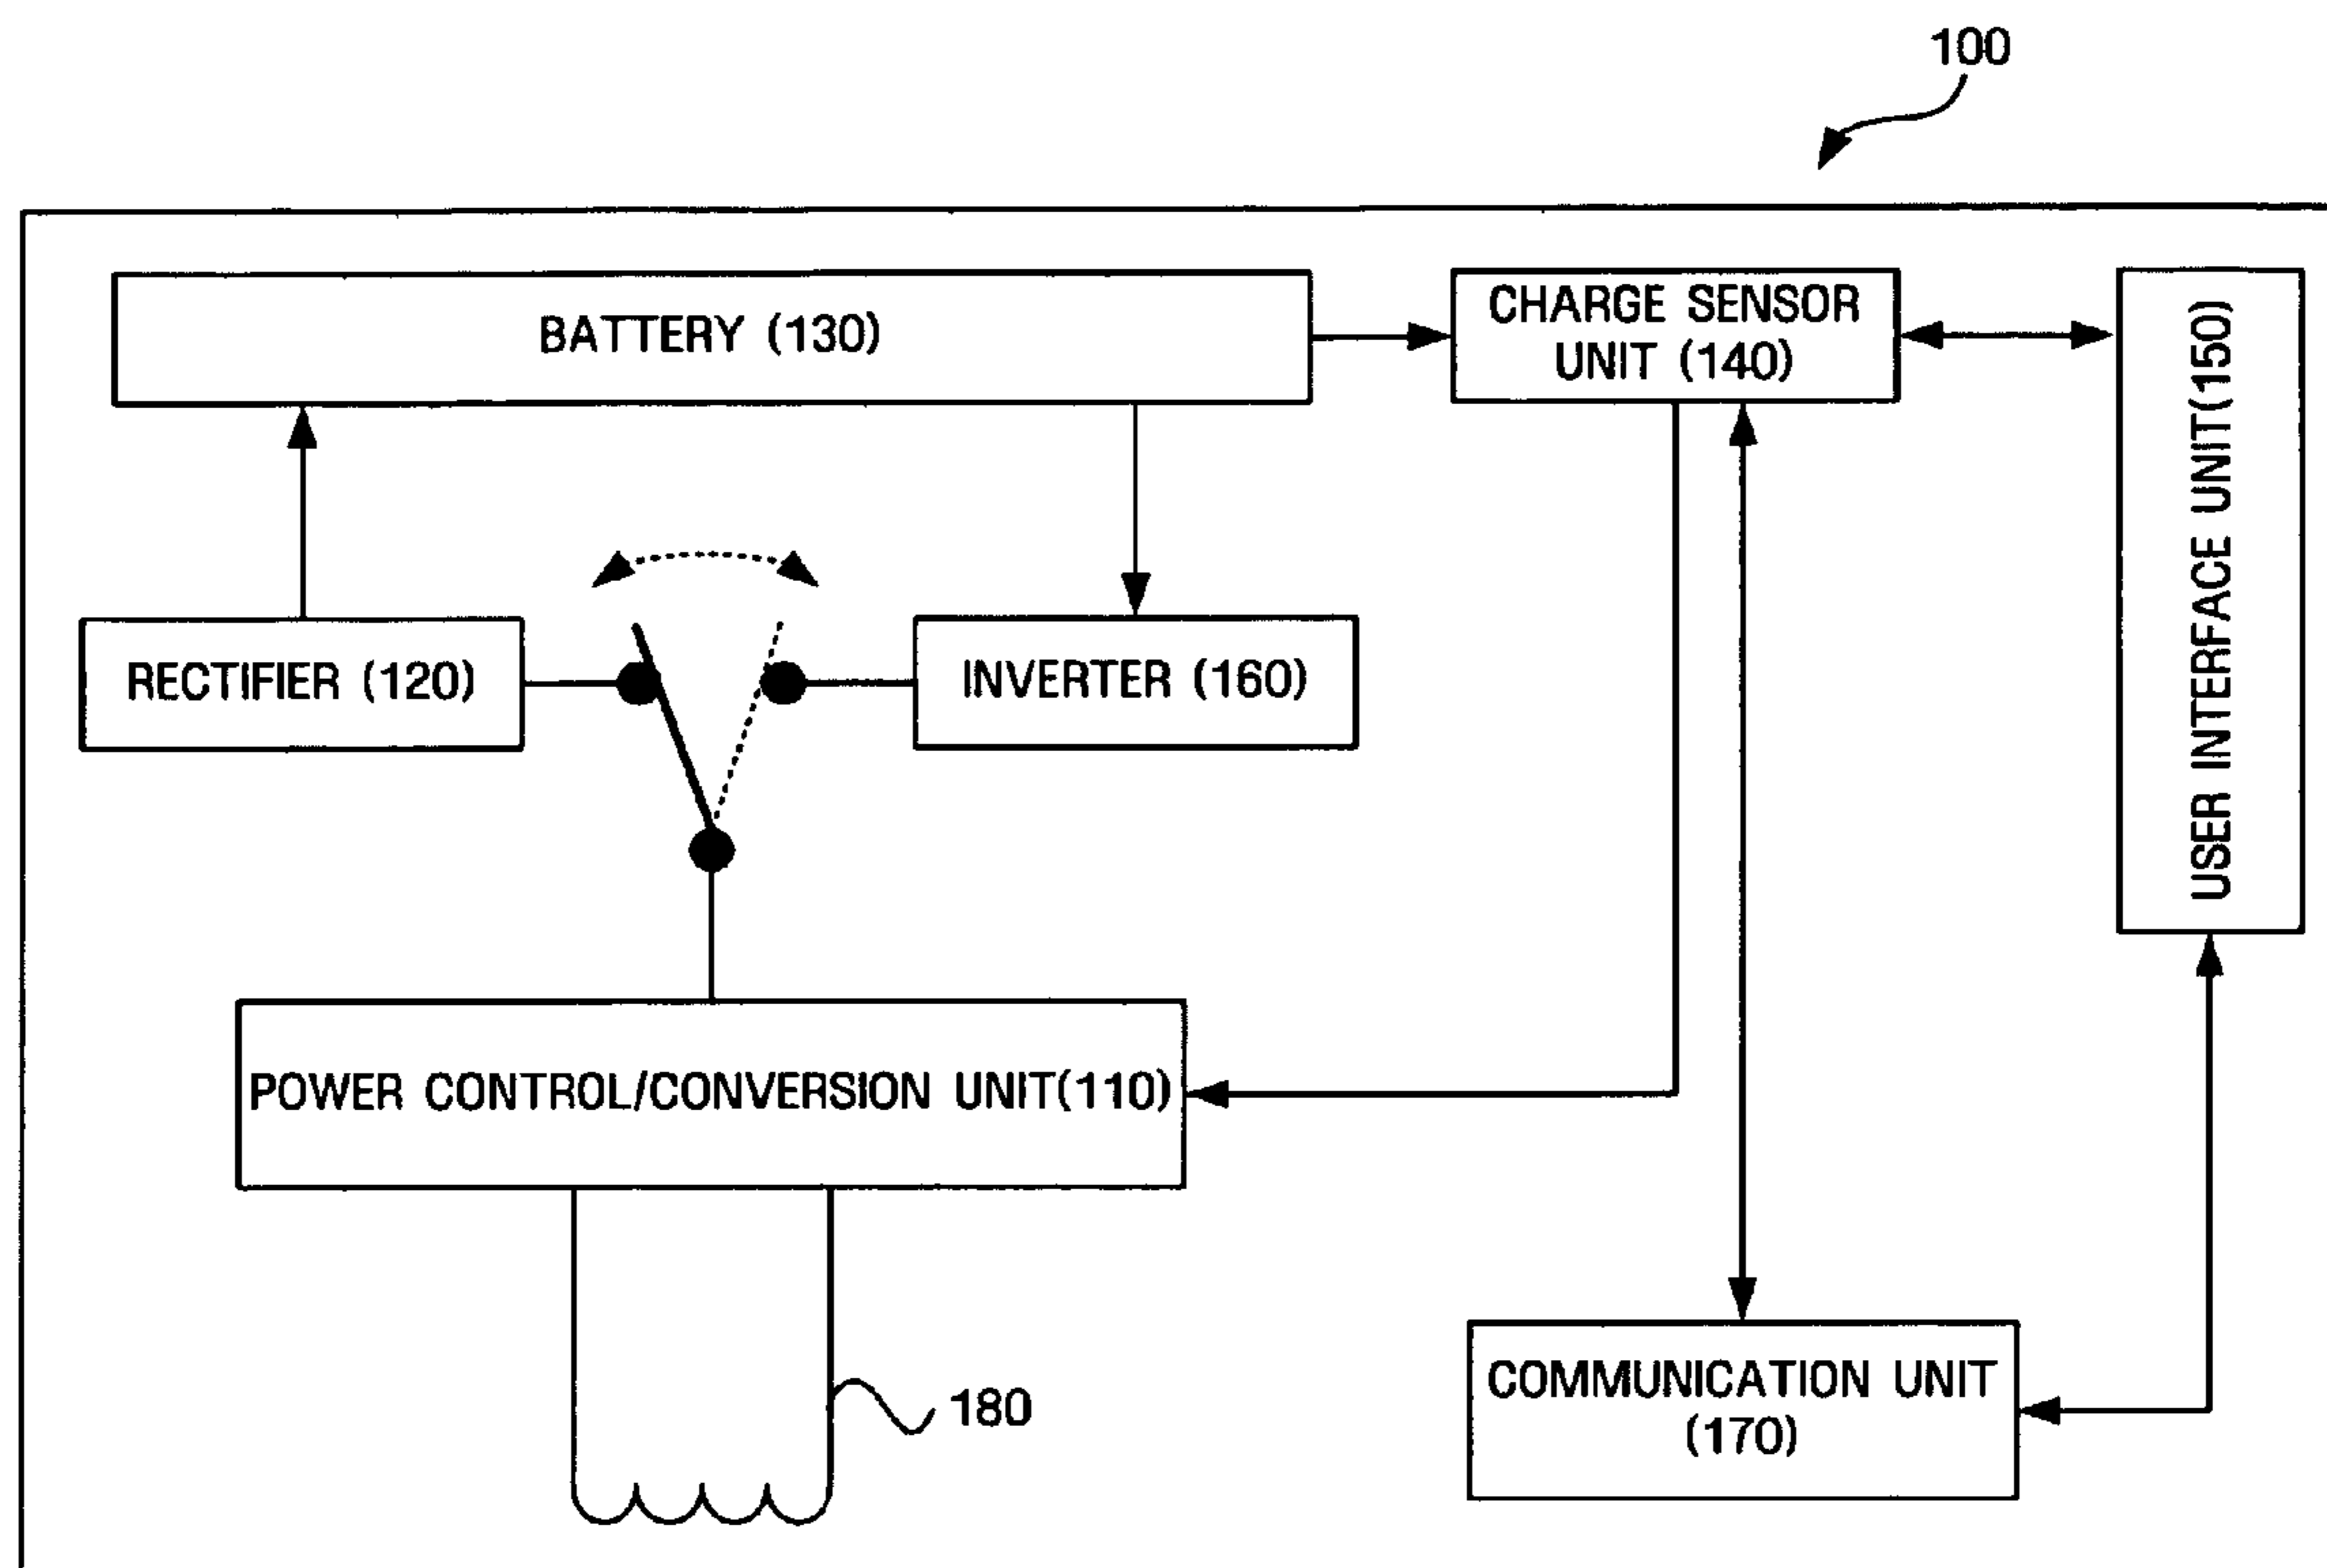 100
BATTERY (130)
CHARGE SENSOR
UNIT (140)
USER INTERFACE UNIT(150)
RECTIFIER (120)
INVERTER (160)
POWER CONTROL/CONVERSION UNIT(110)
180
COMMUNICATION UNIT
(170)